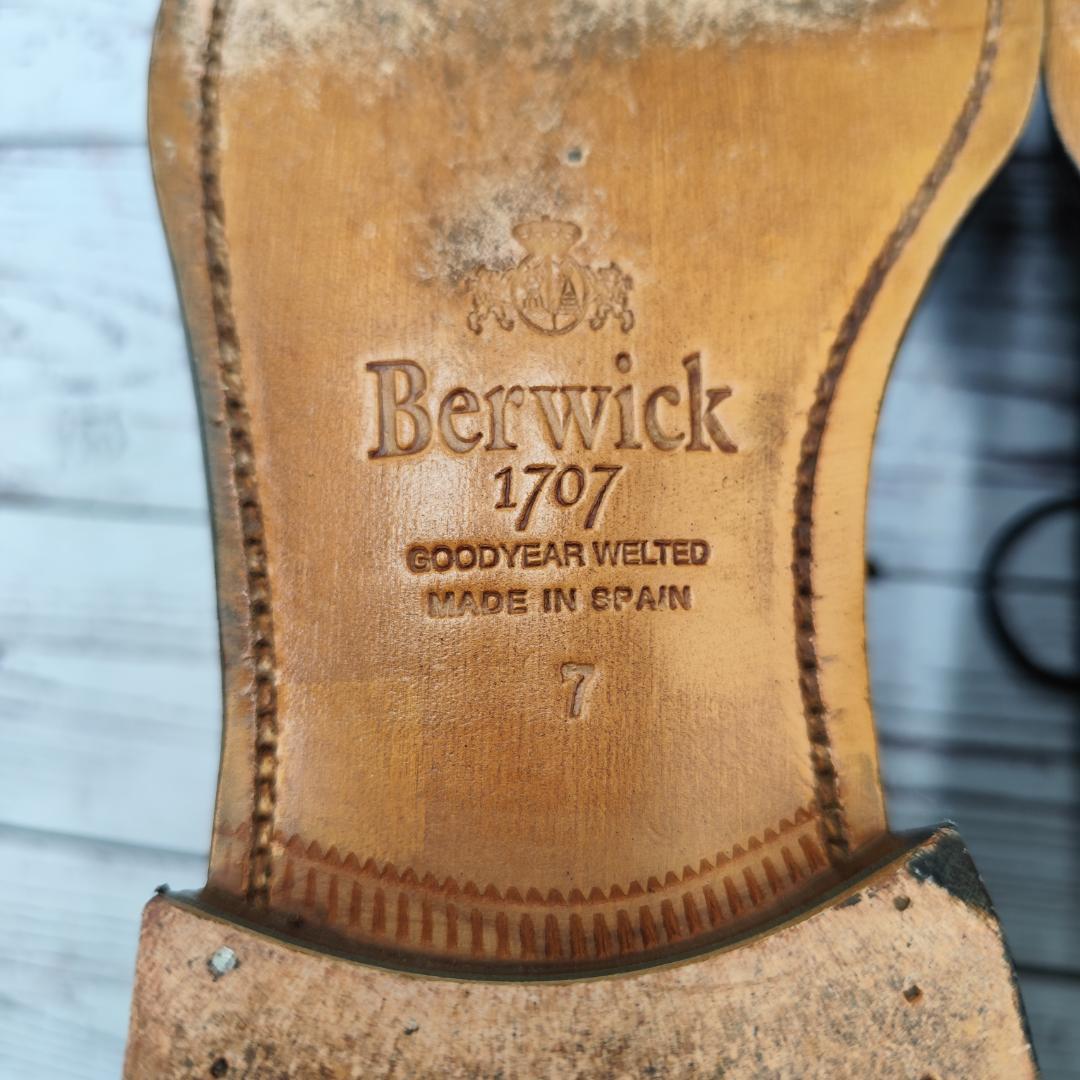 Berwick
1707
GOODYEAR WELTED
MADE IN SPAIN
7